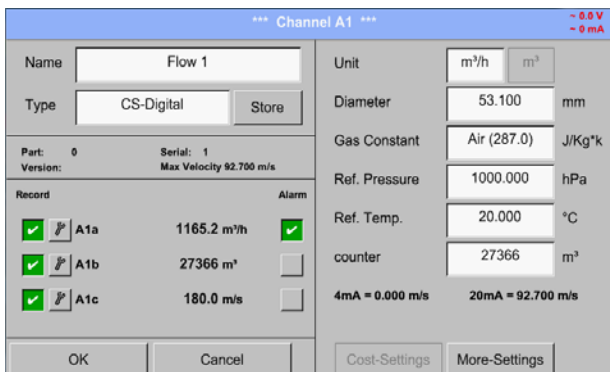 *** Channel A1 ***
~ 0.0 V
~ 0 mA
Name
Flow 1
Type
CS-Digital
Store
Part: 0
Serial: 1
Version:
Max Velocity 92.700 m/s
Record
Alarm
A1a
1165.2 m³/h
A1b
27366 m³
A1c
180.0 m/s
OK
Cancel
Unit
m³/h
m³
Diameter
53.100
mm
Gas Constant
Air (287.0)
J/Kg*k
Ref. Pressure
1000.000
hPa
Ref. Temp.
20.000
°C
counter
27366
m³
4mA = 0.000 m/s
20mA = 92.700 m/s
Cost-Settings
More-Settings